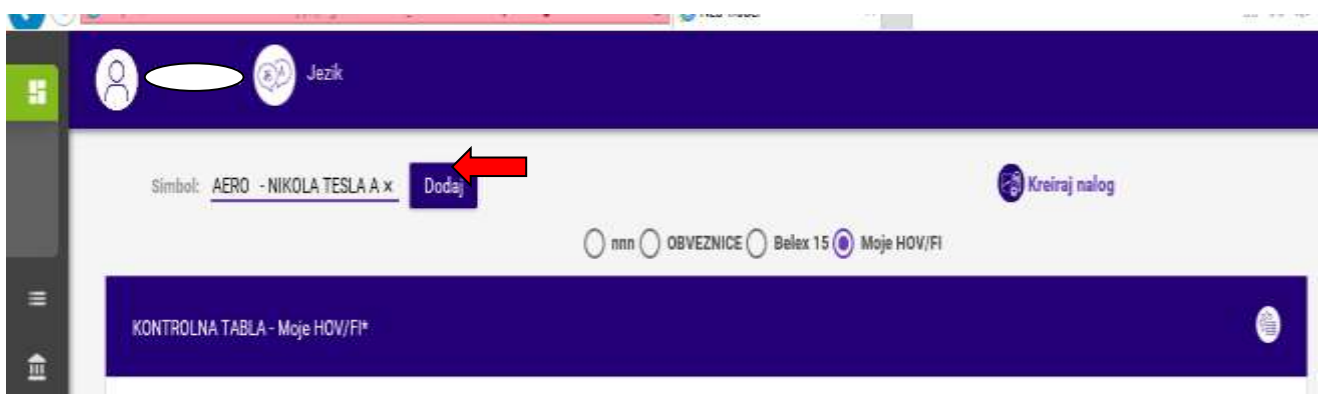 Jezik
Simbol: AERO - NIKOLA TESLA A × Dodaj
Kreiraj nalog
nnn OBVEZNICE Belex 15 Moje HOV/FI
KONTROLNA TABLA - Moje HOV/FI*